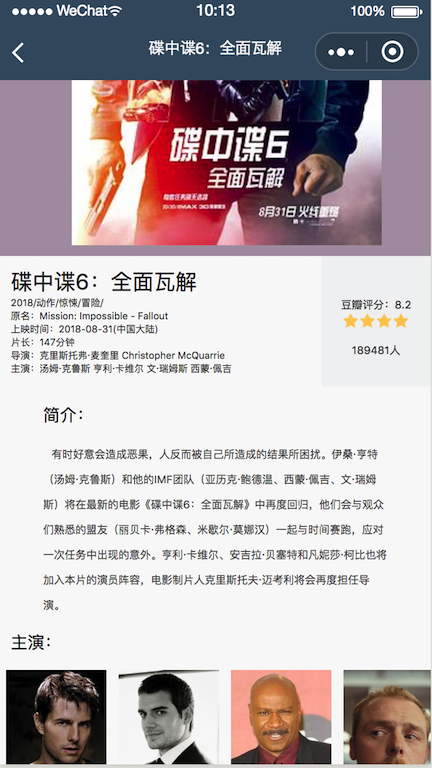 WeChat 10:13 100%
碟中谍6：全面瓦解
碟中谍6
全面瓦解
8月31日 火线重燃
碟中谍6：全面瓦解
2018/动作/惊悚/冒险/
原名：Mission: Impossible - Fallout
上映时间：2018-08-31(中国大陆)
片长：147分钟
导演：克里斯托弗·麦奎里 Christopher McQuarrie
主演：汤姆·克鲁斯 亨利·卡维尔 文·瑞姆斯 西蒙·佩吉
豆瓣评分：8.2
189481人
简介：
有时好意会造成恶果，人反而被自己所造成的结果所困扰。伊桑·亨特
（汤姆·克鲁斯）和他的IMF团队（亚历克·鲍德温、西蒙·佩吉、文·瑞姆
斯）将在最新的电影《碟中谍6：全面瓦解》中再度回归，他们会与观众
们熟悉的盟友（丽贝卡·弗格森、米歇尔·莫娜汉）一起与时间赛跑，应对
一次任务中出现的意外。亨利·卡维尔、安吉拉·贝塞特和凡妮莎·柯比也将
加入本片的演员阵容，电影制片人克里斯托夫·迈考利将会再度担任导
演。
主演：